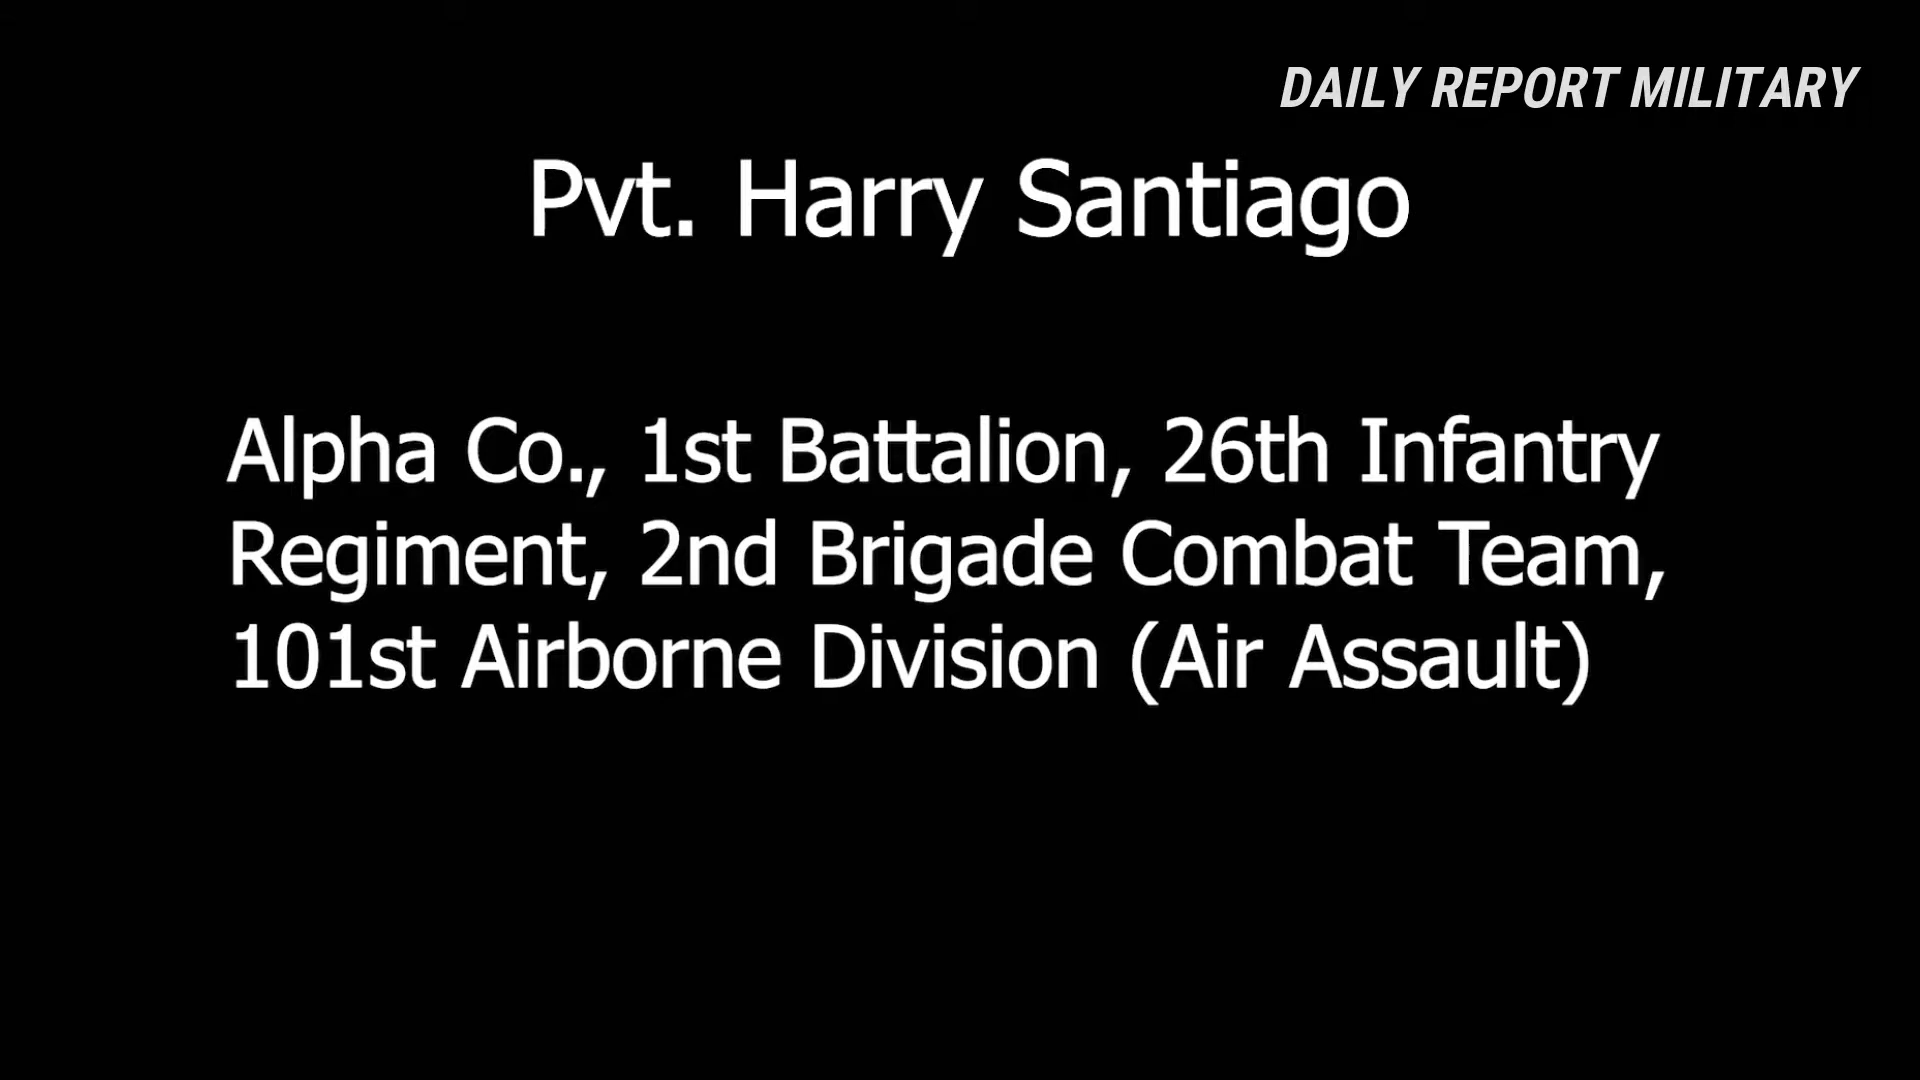 DAILY REPORT MILITARY
Pvt. Harry Santiago
Alpha Co., 1st Battalion, 26th Infantry
Regiment, 2nd Brigade Combat Team,
101st Airborne Division (Air Assault)